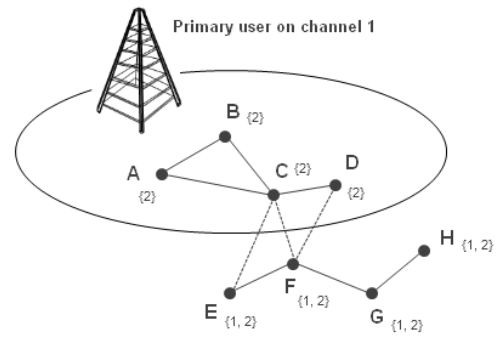 Primary user on channel 1
B {2}
A
{2}
C {2}
D
{2}
H
{1, 2}
E
{1, 2}
F
{1, 2}
G
{1, 2}